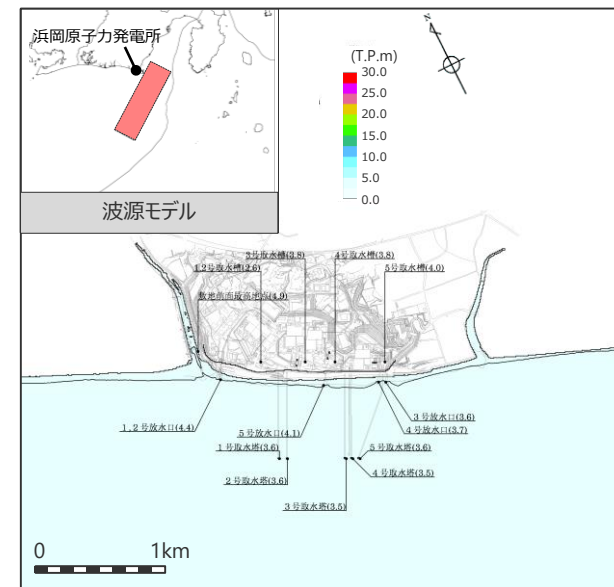 浜岡原子力発電所
波源モデル
(T.P.m)
30.0
25.0
20.0
15.0
10.0
5.0
0.0
N
3号取水槽(3.8)
4号取水槽(3.8)
1,2号取水槽(2.6)
5号取水槽(4.0)
敷地前面最高地点(4.9)
1,2号放水口(4.4)
5号放水口(4.1)
3号放水口(3.6)
4号放水口(3.7)
1号取水塔(3.6)
5号取水塔(3.6)
2号取水塔(3.6)
4号取水塔(3.5)
3号取水塔(3.5)
0 1km